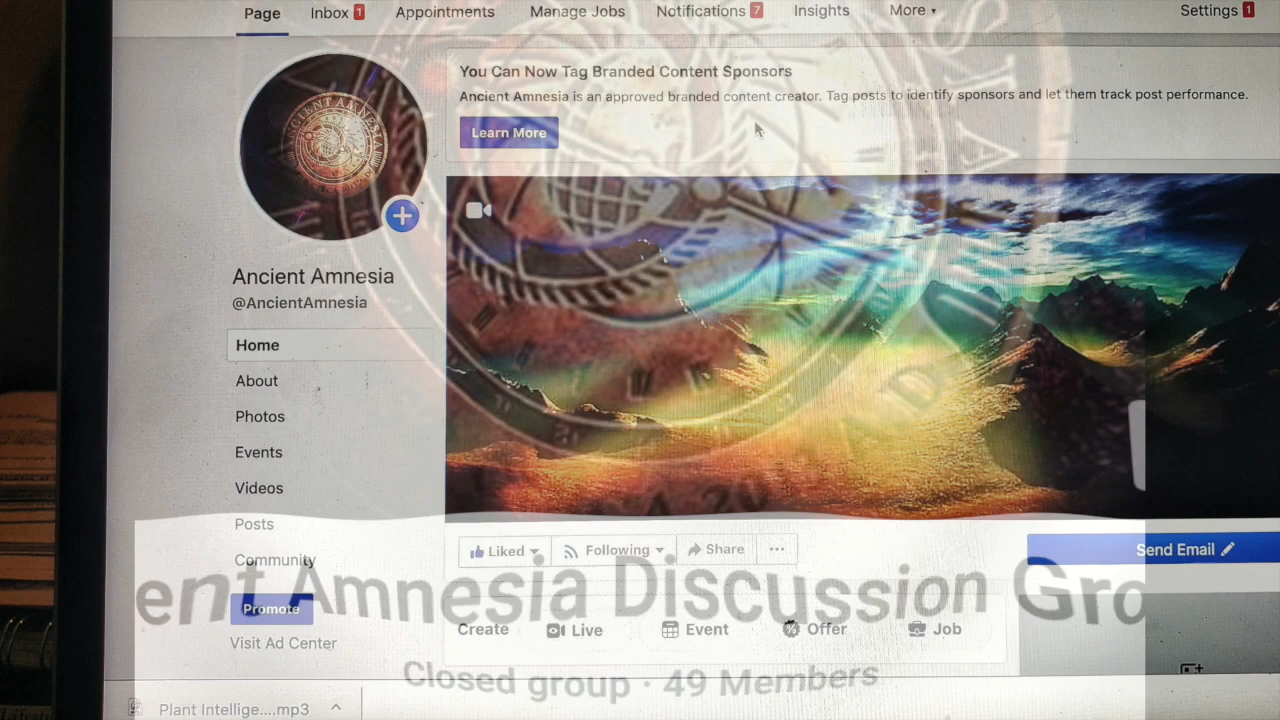 Page Inbox 1 Appointments Manage Jobs Notifications 7 Insights More Settings 1
You Can Now Tag Branded Content Sponsors
Ancient Amnesia is an approved branded content creator. Tag posts to identify sponsors and let them track post performance.
Learn More
ANCIENT AMNESIA
Ancient Amnesia
@AncientAmnesia
Home
About
Photos
Events
Videos
Posts
Community
Promote
Visit Ad Center
Liked Following Share ...
Send Email
ent Amnesia Discussion Gro
Create Live Event Offer Job
Closed group · 49 Members
Plant Intellige....mp3